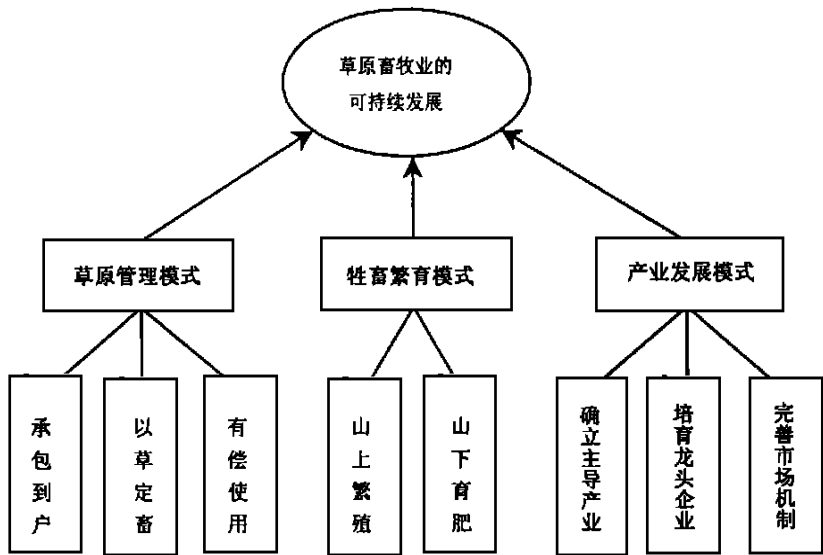 草原畜牧业的
可持续发展
草原管理模式
牲畜繁育模式
产业发展模式
承包到户
以草定畜
有偿使用
山上繁殖
山下育肥
确立主导产业
培育龙头企业
完善市场机制